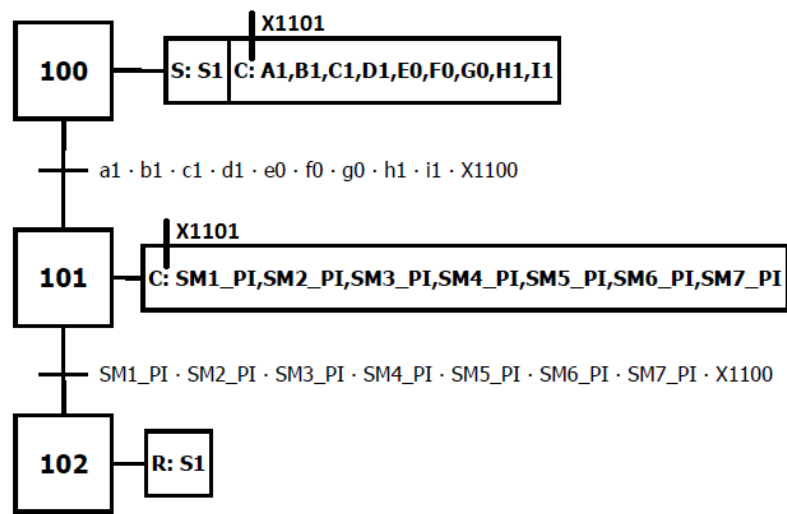 X1101
100
S: S1
C: A1,B1,C1,D1,E0,F0,G0,H1,I1
a1 · b1 · c1 · d1 · e0 · f0 · g0 · h1 · i1 · X1100
X1101
101
C: SM1_PI,SM2_PI,SM3_PI,SM4_PI,SM5_PI,SM6_PI,SM7_PI
SM1_PI · SM2_PI · SM3_PI · SM4_PI · SM5_PI · SM6_PI · SM7_PI · X1100
102
R: S1